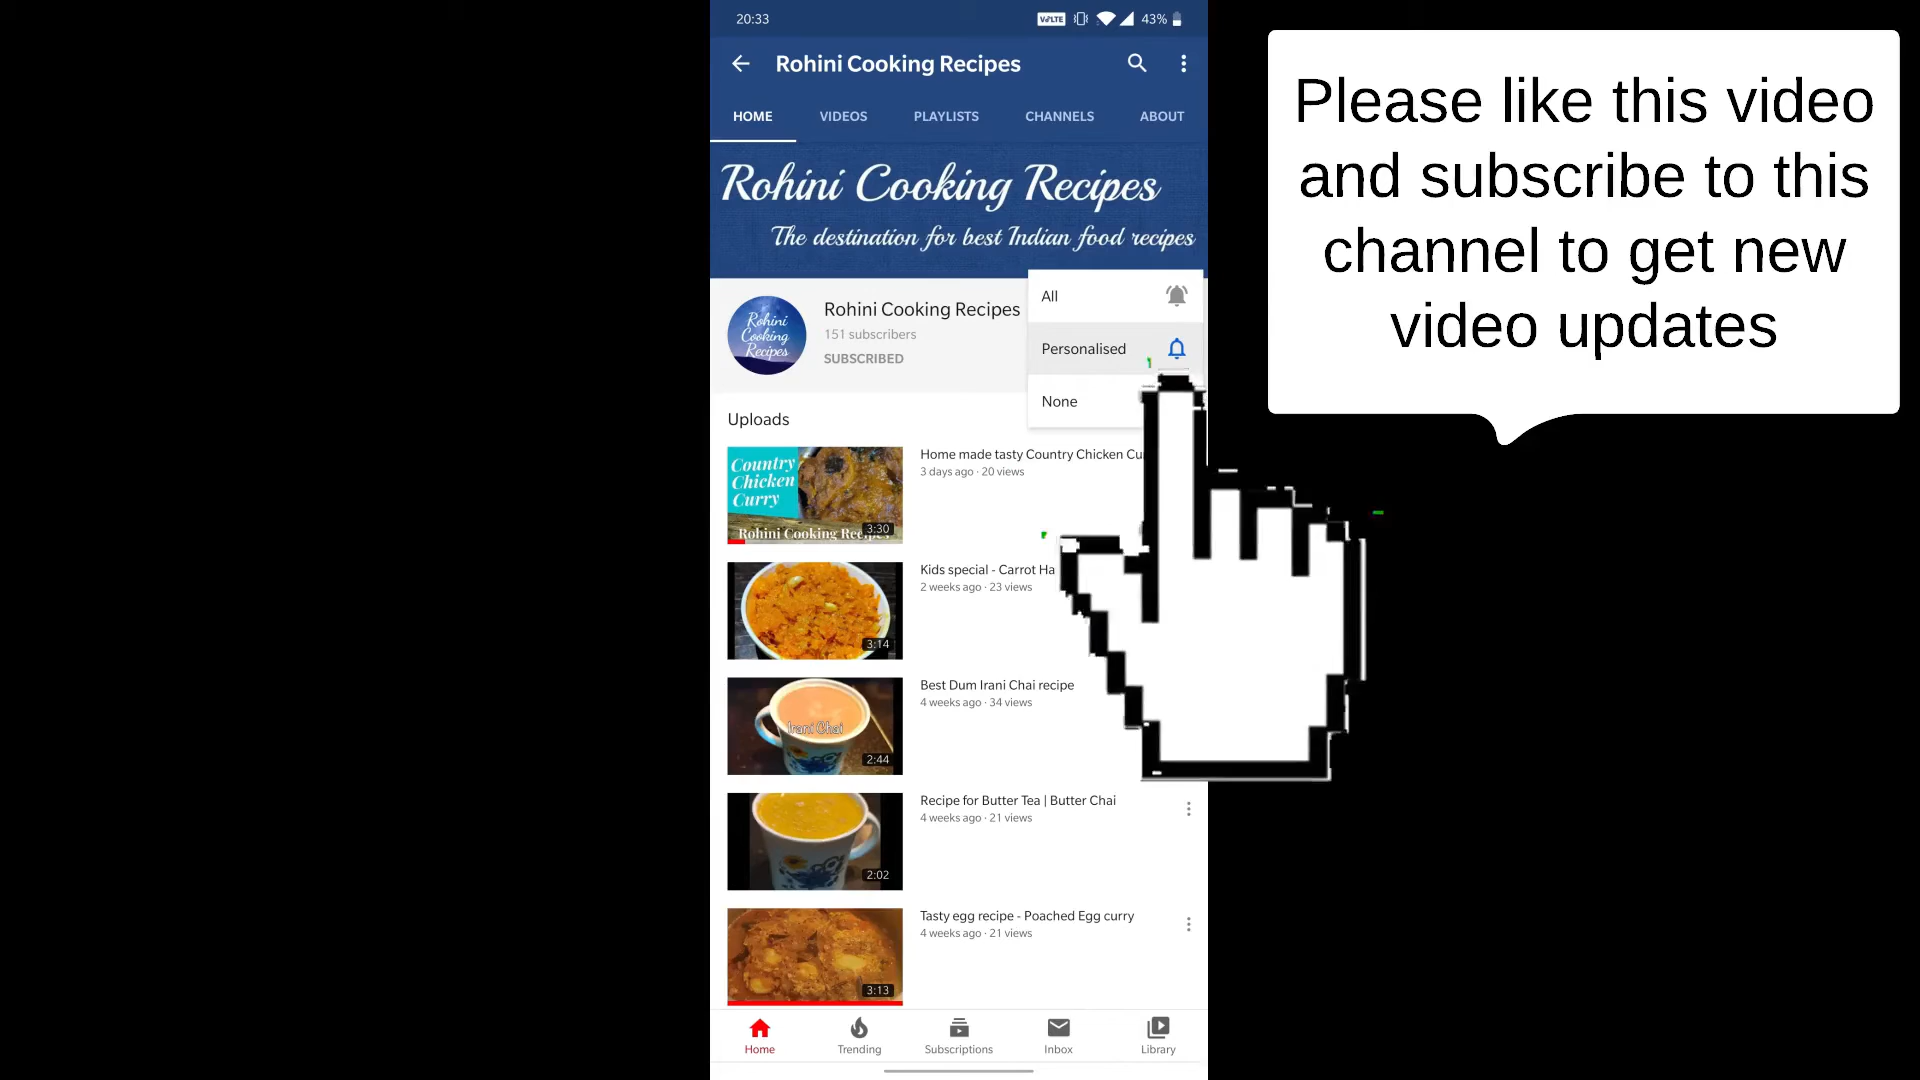 20:33
VoLTE
43%
Rohini Cooking Recipes
HOME VIDEOS PLAYLISTS CHANNELS ABOUT
Rohini Cooking Recipes
The destination for best Indian food recipes
Rohini
Cooking
Recipes
Rohini Cooking Recipes
151 subscribers
SUBSCRIBED
All
Personalised
None
Uploads
Country
Chicken
Curry
Rohini Cooking
3:30
Home made tasty Country Chicken
3 days ago · 20 views
3:14
Kids special - Carrot
2 weeks ago · 23 views
Irani Chai
2:44
Best Dum Irani Chai recipe
4 weeks ago · 34 views
2:02
Recipe for Butter Tea | Butter Chai
4 weeks ago · 21 views
3:13
Tasty egg recipe - Poached Egg curry
4 weeks ago · 21 views
Home Trending Subscriptions Inbox Library
Please like this video
and subscribe to this
channel to get new
video updates